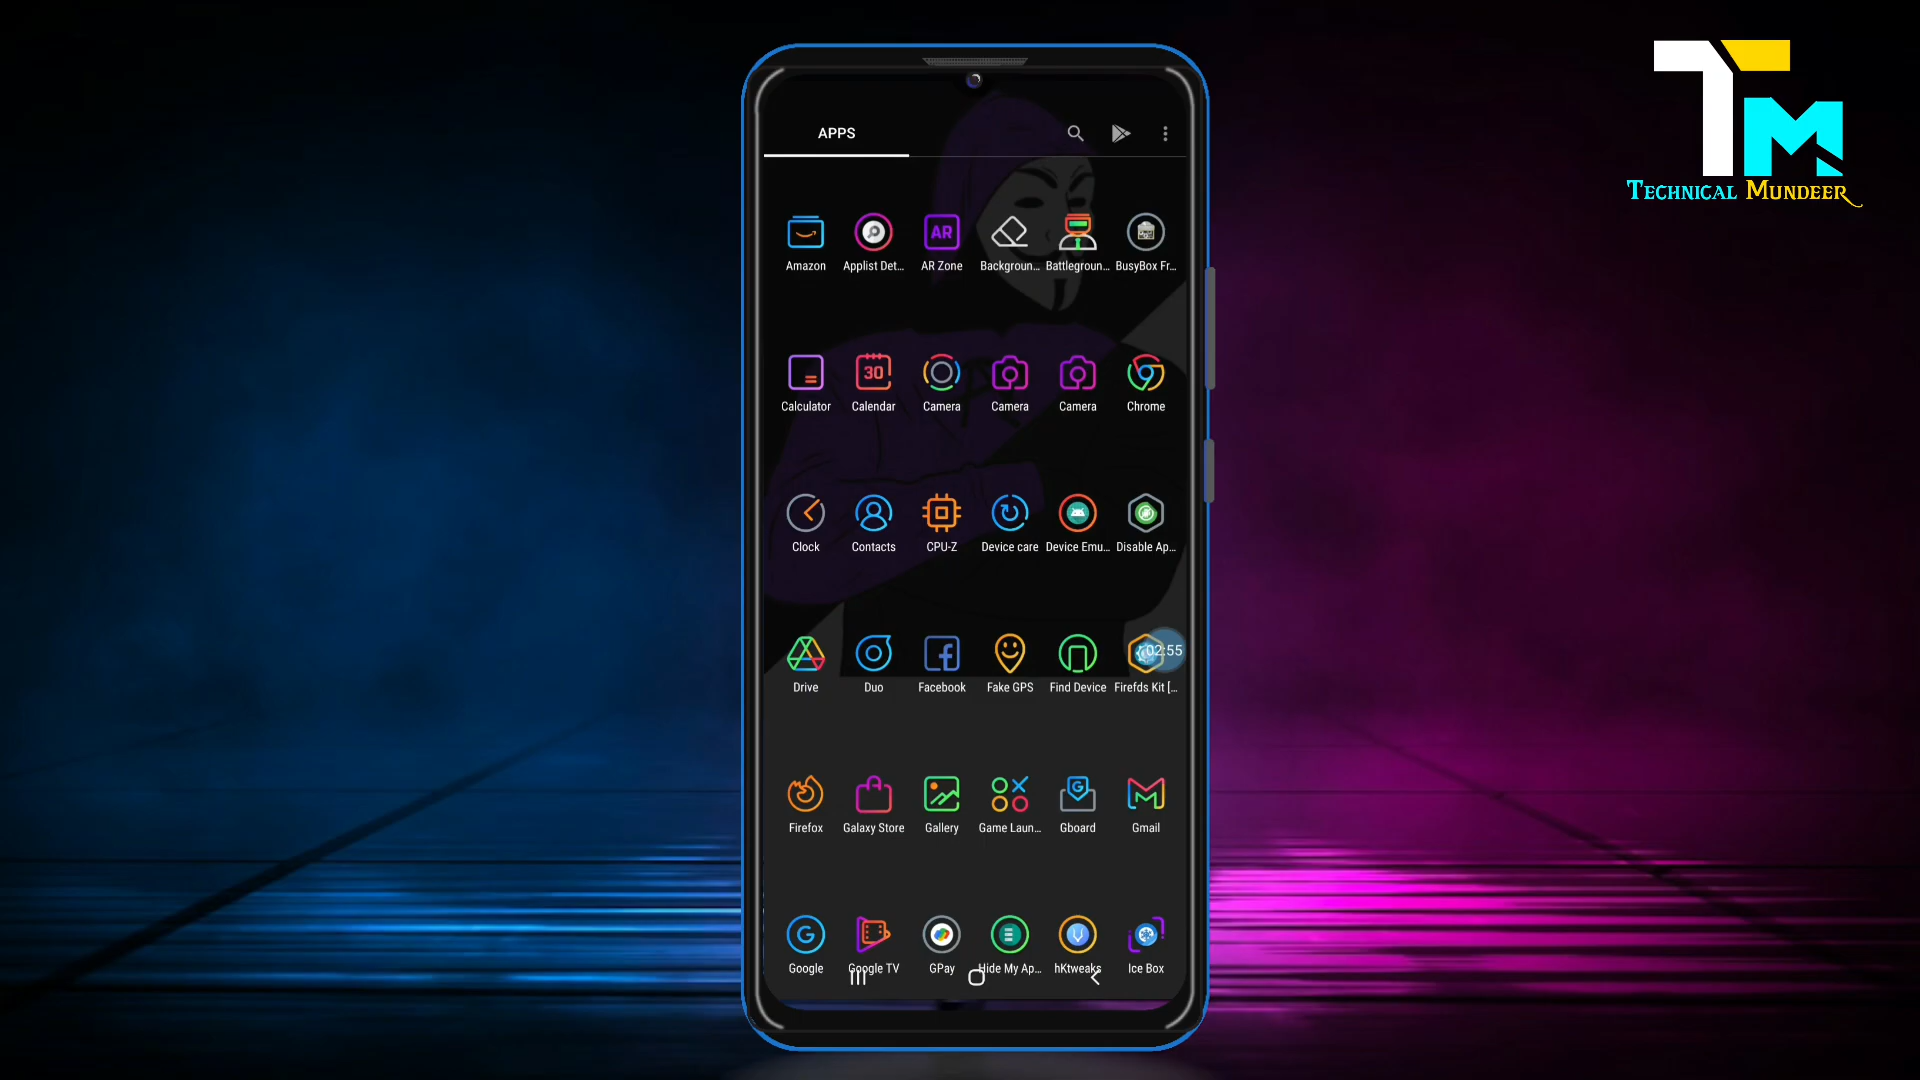 TECHNICAL MUNDEER
APPS
Amazon Applist Det... AR Zone Backgroun... Battlegroun... BusyBox Fr...
30
AR
Calculator Calendar Camera Camera Camera Chrome
Clock Contacts CPU-Z Device care Device Emu... Disable Ap...
02:55
Drive Duo Facebook Fake GPS Find Device Firefds Kit [...
Firefox Galaxy Store Gallery Game Laun... Gboard Gmail
Google Google TV GPay Hide My Ap... hKtweaks Ice Box